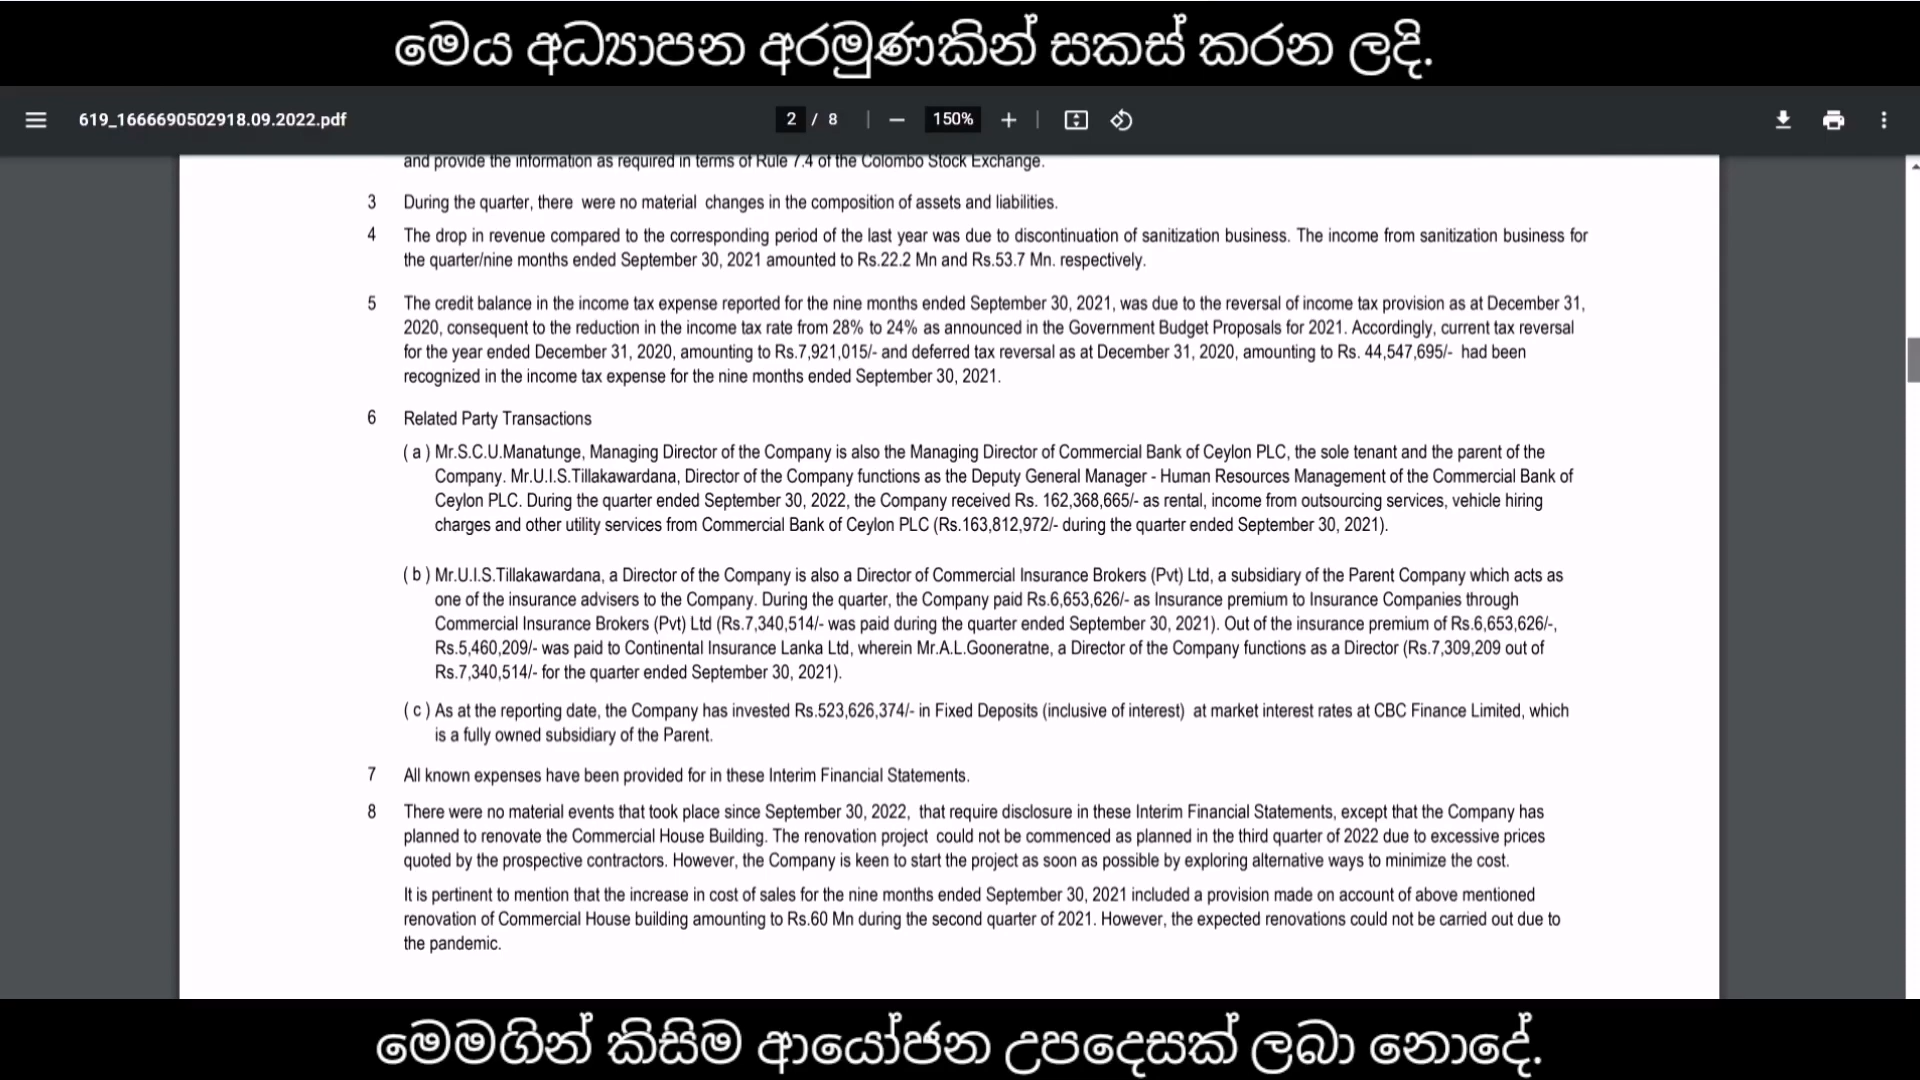 මෙය අධ්‍යාපන අරමුණකින් සකස් කරන ලදි.
619_1666690502918.09.2022.pdf
2 / 8
150%
and provide the information as required in terms of Rule 7.4 of the Colombo Stock Exchange.
3 During the quarter, there were no material changes in the composition of assets and liabilities.
4 The drop in revenue compared to the corresponding period of the last year was due to discontinuation of sanitization business. The income from sanitization business for
the quarter/nine months ended September 30, 2021 amounted to Rs.22.2 Mn and Rs.53.7 Mn. respectively.
5 The credit balance in the income tax expense reported for the nine months ended September 30, 2021, was due to the reversal of income tax provision as at December 31,
2020, consequent to the reduction in the income tax rate from 28% to 24% as announced in the Government Budget Proposals for 2021. Accordingly, current tax reversal
for the year ended December 31, 2020, amounting to Rs.7,921,015/- and deferred tax reversal as at December 31, 2020, amounting to Rs. 44,547,695/- had been
recognized in the income tax expense for the nine months ended September 30, 2021.
6 Related Party Transactions
( a ) Mr.S.C.U.Manatunge, Managing Director of the Company is also the Managing Director of Commercial Bank of Ceylon PLC, the sole tenant and the parent of the
Company. Mr.U.I.S.Tillakawardana, Director of the Company functions as the Deputy General Manager - Human Resources Management of the Commercial Bank of
Ceylon PLC. During the quarter ended September 30, 2022, the Company received Rs. 162,368,665/- as rental, income from outsourcing services, vehicle hiring
charges and other utility services from Commercial Bank of Ceylon PLC (Rs.163,812,972/- during the quarter ended September 30, 2021).
( b ) Mr.U.I.S.Tillakawardana, a Director of the Company is also a Director of Commercial Insurance Brokers (Pvt) Ltd, a subsidiary of the Parent Company which acts as
one of the insurance advisers to the Company. During the quarter, the Company paid Rs.6,653,626/- as Insurance premium to Insurance Companies through
Commercial Insurance Brokers (Pvt) Ltd (Rs.7,340,514/- was paid during the quarter ended September 30, 2021). Out of the insurance premium of Rs.6,653,626/-,
Rs.5,460,209/- was paid to Continental Insurance Lanka Ltd, wherein Mr.A.L.Gooneratne, a Director of the Company functions as a Director (Rs.7,309,209 out of
Rs.7,340,514/- for the quarter ended September 30, 2021).
( c ) As at the reporting date, the Company has invested Rs.523,626,374/- in Fixed Deposits (inclusive of interest) at market interest rates at CBC Finance Limited, which
is a fully owned subsidiary of the Parent.
7 All known expenses have been provided for in these Interim Financial Statements.
8 There were no material events that took place since September 30, 2022, that require disclosure in these Interim Financial Statements, except that the Company has
planned to renovate the Commercial House Building. The renovation project could not be commenced as planned in the third quarter of 2022 due to excessive prices
quoted by the prospective contractors. However, the Company is keen to start the project as soon as possible by exploring alternative ways to minimize the cost.
It is pertinent to mention that the increase in cost of sales for the nine months ended September 30, 2021 included a provision made on account of above mentioned
renovation of Commercial House building amounting to Rs.60 Mn during the second quarter of 2021. However, the expected renovations could not be carried out due to
the pandemic.
මෙමගින් කිසිම ආයෝජන උපදෙසක් ලබා නොදේ.